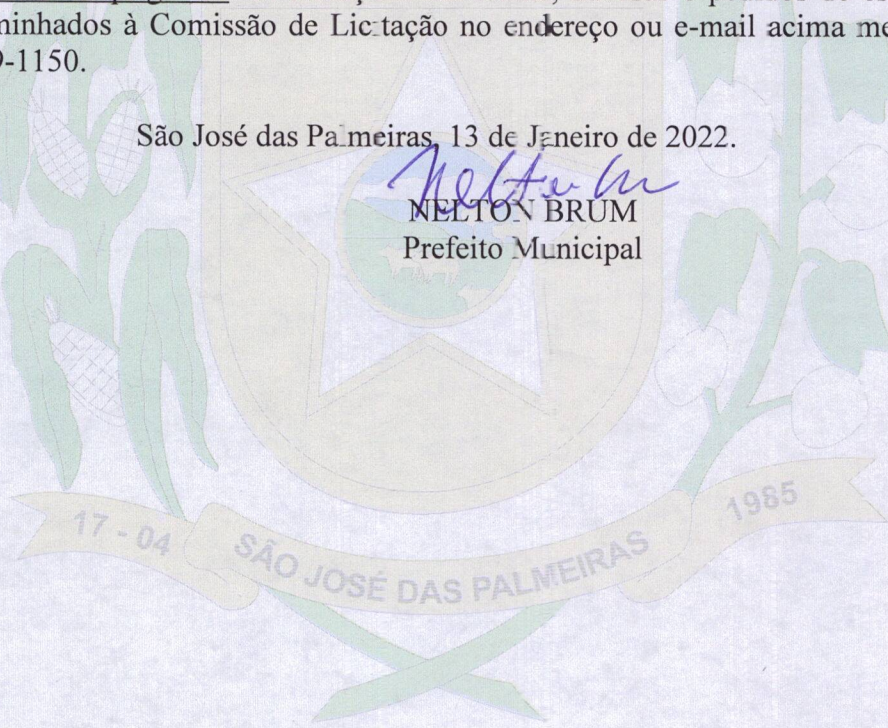 minhados à Comissão de Licitação no endereço ou e-mail acima
-1150.
São José das Palmeiras, 13 de Janeiro de 2022.
NELTON BRUM
Prefeito Municipal
17 - 04
SÃO JOSÉ DAS PALMEIRAS
1985